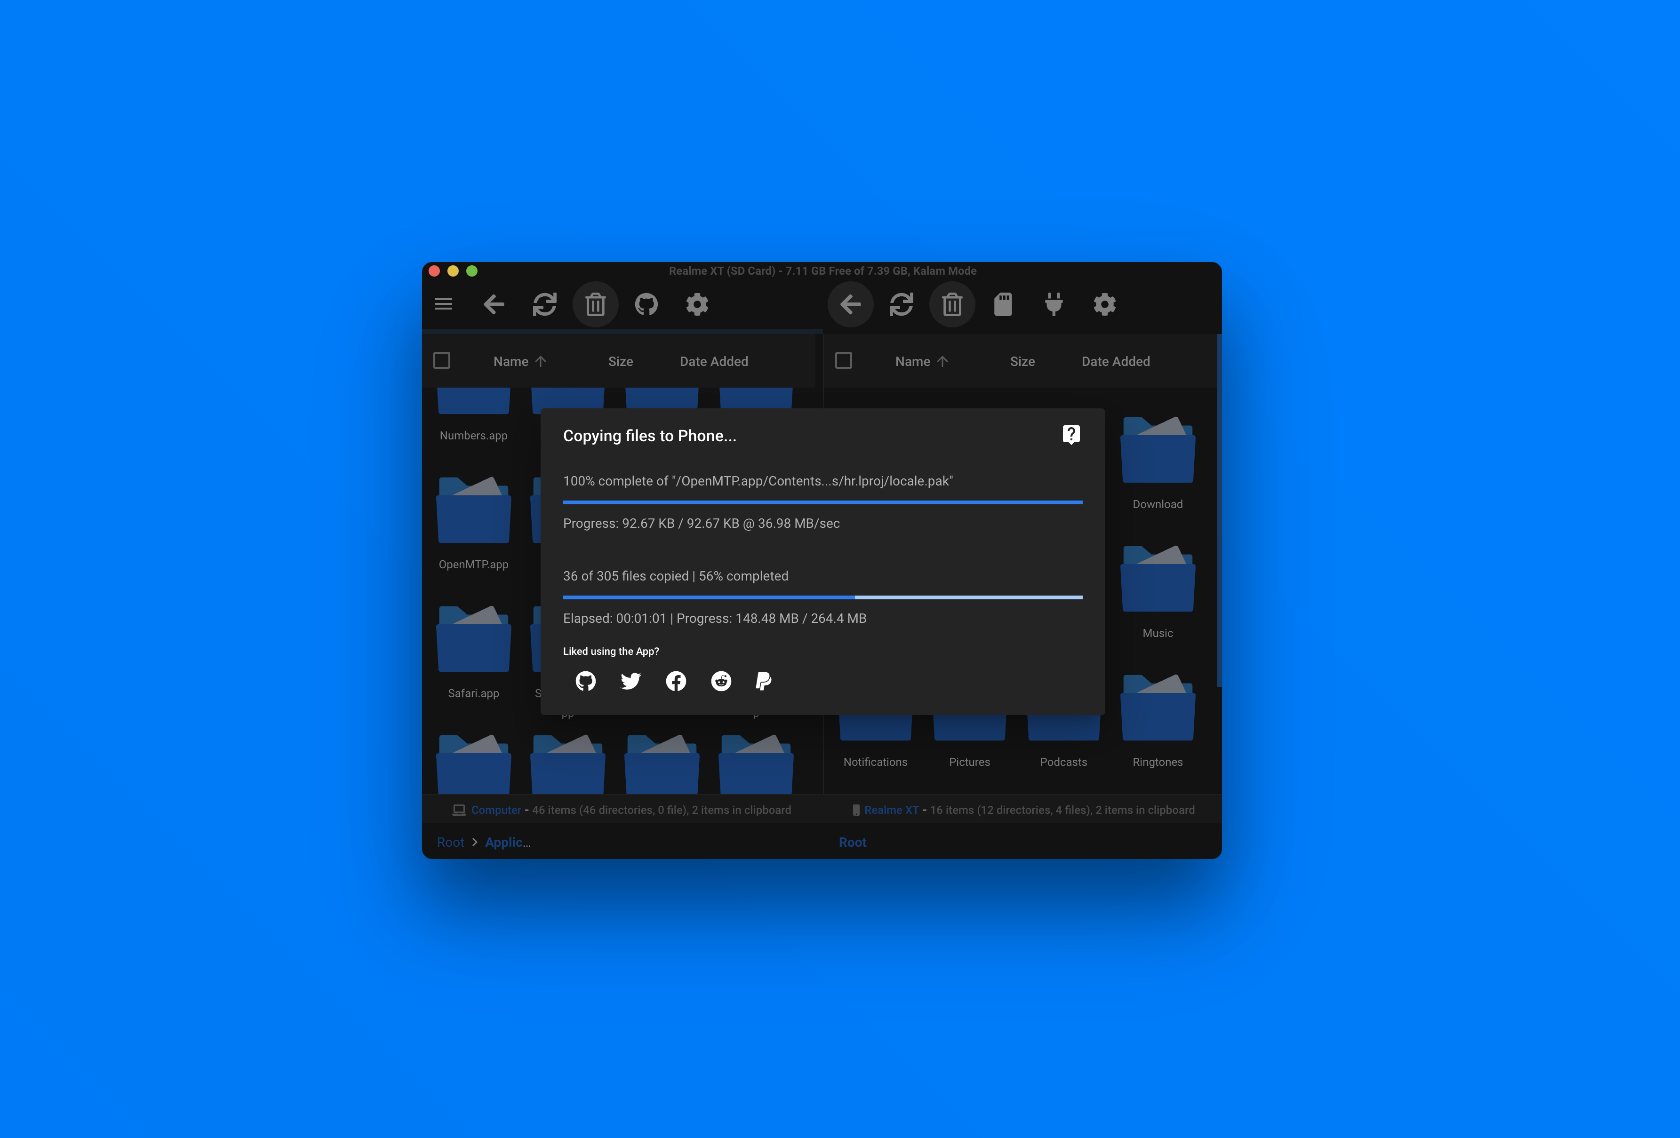 Realme XT (SD Card) - 7.11 GB Free of 7.39 GB, Kalam Mode
Name Size Date Added
Name Size Date Added
Numbers.app
Copying files to Phone...
100% complete of "/OpenMTP.app/Contents...s/hr.lproj/locale.pak"
Progress: 92.67 KB / 92.67 KB @ 36.98 MB/sec
36 of 305 files copied | 56% completed
Elapsed: 00:01:01 | Progress: 148.48 MB / 264.4 MB
Liked using the App?
Download
OpenMTP.app
Music
Safari.app
S
Notifications
Pictures
Podcasts
Ringtones
Computer - 46 items (46 directories, 0 file), 2 items in clipboard
Realme XT - 16 items (12 directories, 4 files), 2 items in clipboard
Root > Applic...
Root